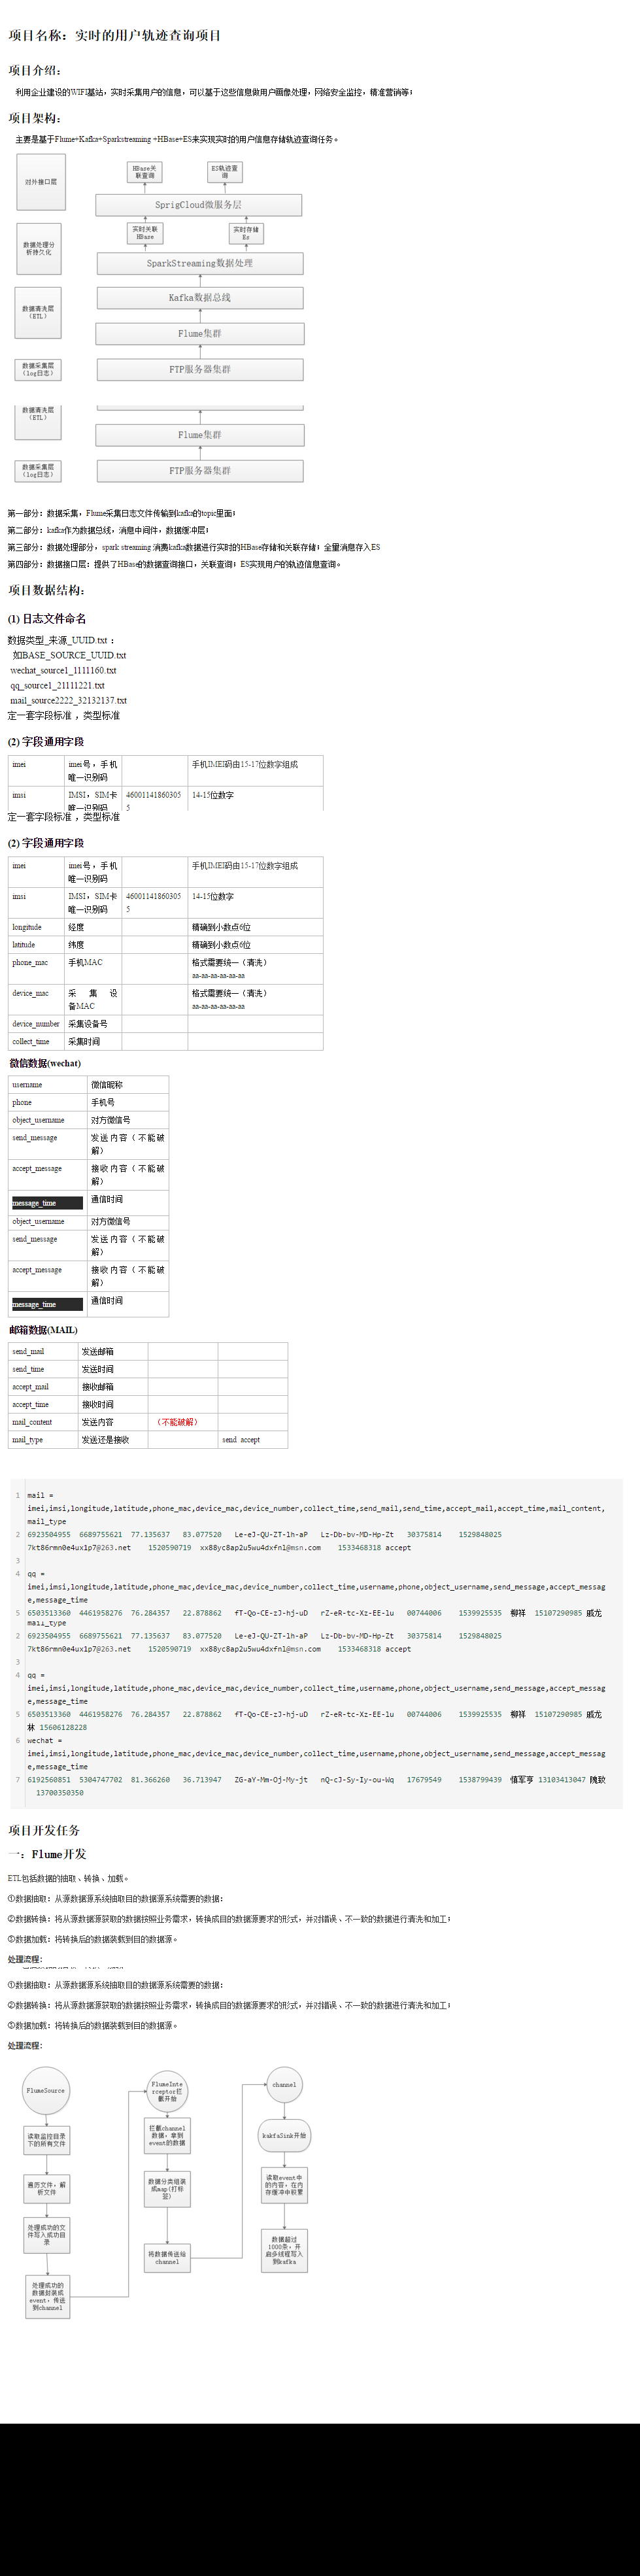 项目名称：实时的用户轨迹查询项目
项目介绍：
利用企业建设的WIFI基站，实时采集用户的信息，可以基于这些信息做用户画像处理，网络安全监控，精准营销等；
项目架构：
主要是基于Flume+Kafka+Sparkstreaming +HBase+ES来实现实时的用户信息存储轨迹查询任务。
对外接口层
HBase关
联查询
ES轨迹查
询
SprigCloud微服务层
数据处理分
析持久化
实时关联
HBase
实时存储
Es
SparkStreaming数据处理
数据清洗层
（ETL）
Kafka数据总线
Flume集群
数据采集层
（log日志）
FTP服务器集群
数据清洗层
（ETL）
Flume集群
数据采集层
（log日志）
FTP服务器集群
第一部分：数据采集，Flume采集日志文件传输到kafka的topic里面；
第二部分：kafka作为数据总线，消息中间件，数据缓冲层；
第三部分：数据处理部分，spark streaming 消费kafka数据进行实时的HBase存储和关联存储；全量消息存入ES
第四部分：数据接口层：提供了HBase的数据查询接口，关联查询；ES实现用户的轨迹信息查询。
项目数据结构：
(1) 日志文件命名
数据类型_来源_UUID.txt ：
如BASE_SOURCE_UUID.txt
wechat_source1_1111160.txt
qq_source1_21111221.txt
mail_source2222_32132137.txt
定一套字段标准 ，类型标准
(2) 字段通用字段
imei imei号，手机 手机IMEI码由15-17位数字组成
唯一识别码
imsi IMSI，SIM卡 46001141860305 14-15位数字
唯一识别码
定一套字段标准 ，类型标准
(2) 字段通用字段
imei imei号，手机 手机IMEI码由15-17位数字组成
唯一识别码
imsi IMSI，SIM卡 46001141860305 14-15位数字
唯一识别码 5
longitude 经度 精确到小数点6位
latitude 纬度 精确到小数点6位
phone_mac 手机MAC 格式需要统一（清洗）
aa-aa-aa-aa-aa-aa
device_mac 采集设 格式需要统一（清洗）
备MAC aa-aa-aa-aa-aa-aa
device_number 采集设备号
collect_time 采集时间
微信数据(wechat)
username 微信昵称
phone 手机号
object_username 对方微信号
send_message 发送内容（不能破
解）
accept_message 接收内容（不能破
解）
message_time 通信时间
object_username 对方微信号
send_message 发送内容（不能破
解）
accept_message 接收内容（不能破
解）
message_time 通信时间
邮箱数据(MAIL)
send_mail 发送邮箱
send_time 发送时间
accept_mail 接收邮箱
accept_time 接收时间
mail_content 发送内容 （不能破解）
mail_type 发送还是接收 send accept
1 mail =
imei,imsi,longitude,latitude,phone_mac,device_mac,device_number,collect_time,send_mail,send_time,accept_mail,accept_time,mail_content,
mail_type
2 6923504955 6689755621 77.135637 83.077520 Le-eJ-QU-ZT-lh-aP Lz-Db-bv-MD-Hp-Zt 30375814 1529848025
7kt86rmn0e4ux1p7@263.net 1520590719 xx88yc8ap2u5wu4dxfnl@msn.com 1533468318 accept
3
4 qq =
imei,imsi,longitude,latitude,phone_mac,device_mac,device_number,collect_time,username,phone,object_username,send_message,accept_messag
e,message_time
5 6503513360 4461958276 76.284357 22.878862 fT-Qo-CE-zJ-hj-uD rZ-eR-tc-Xz-EE-lu 00744006 1539925535 柳祥 15107290985 戚龙
mail_type
2 6923504955 6689755621 77.135637 83.077520 Le-eJ-QU-ZT-lh-aP Lz-Db-bv-MD-Hp-Zt 30375814 1529848025
7kt86rmn0e4ux1p7@263.net 1520590719 xx88yc8ap2u5wu4dxfnl@msn.com 1533468318 accept
3
4 qq =
imei,imsi,longitude,latitude,phone_mac,device_mac,device_number,collect_time,username,phone,object_username,send_message,accept_messag
e,message_time
5 6503513360 4461958276 76.284357 22.878862 fT-Qo-CE-zJ-hj-uD rZ-eR-tc-Xz-EE-lu 00744006 1539925535 柳祥 15107290985 戚龙
林 15606128228
6 wechat =
imei,imsi,longitude,latitude,phone_mac,device_mac,device_number,collect_time,username,phone,object_username,send_message,accept_messag
e,message_time
7 6192560851 5304747702 81.366260 36.713947 ZG-aY-Mm-Oj-My-jt nQ-cJ-Sy-Iy-ou-Wq 17679549 1538799439 慎军亨 13103413047 隗致
13700350350
项目开发任务
一：Flume开发
ETL包括数据的抽取、转换、加载。
①数据抽取：从源数据源系统抽取目的数据源系统需要的数据：
②数据转换：将从源数据源获取的数据按照业务需求，转换成目的数据源要求的形式，并对错误、不一致的数据进行清洗和加工；
③数据加载：将转换后的数据装载到目的数据源。
处理流程：
①数据抽取：从源数据源系统抽取目的数据源系统需要的数据：
②数据转换：将从源数据源获取的数据按照业务需求，转换成目的数据源要求的形式，并对错误、不一致的数据进行清洗和加工；
③数据加载：将转换后的数据装载到目的数据源。
处理流程：
FlumeSource
读取监控目录
下的所有文件
遍历文件，解
析文件
处理成功的文
件写入成功目
录
处理成功的
数据封装成
event，传送
到channel
FlumeInte
rceptor拦
截开始
拦截channel
数据，拿到
event的数据
数据分类组装
成map(打标
签)
将数据传送给
channel
channel
kakfaSink开始
读取event中
的内容，在内
存缓冲中积累
数据超过
1000条，开
启多线程写入
到kafka